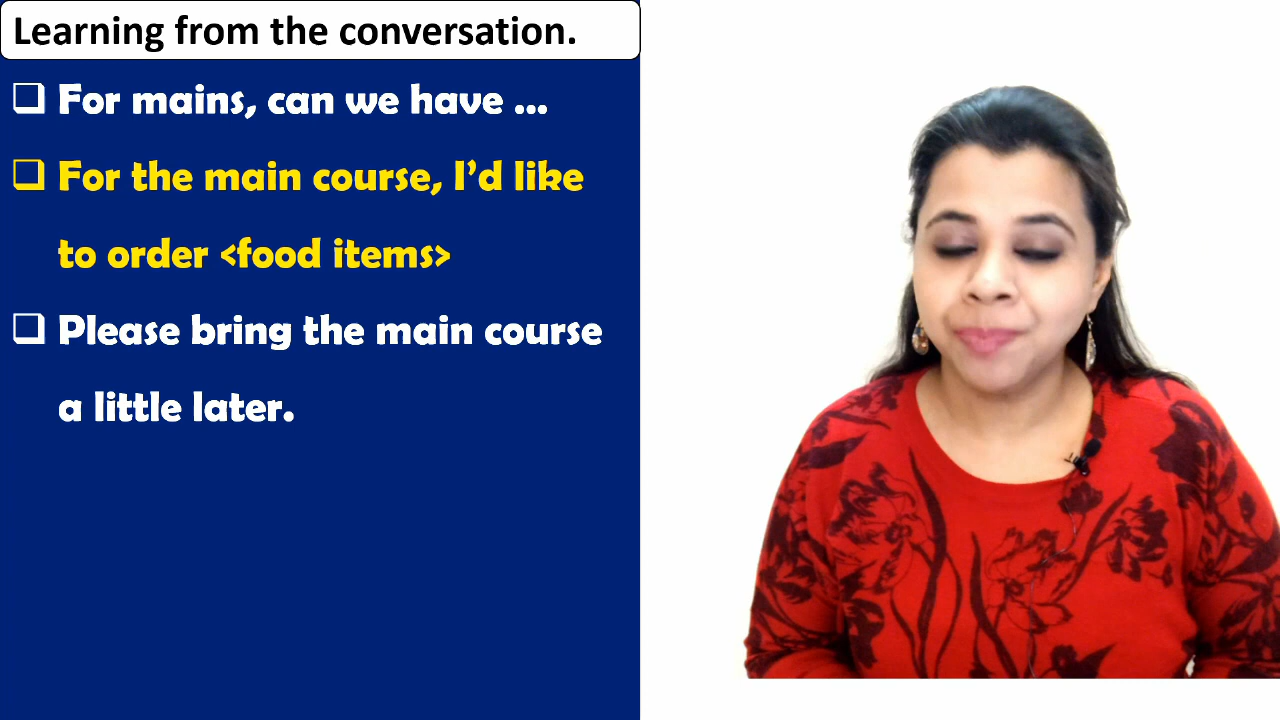 Learning from the conversation.
For mains, can we have ...
For the main course, I’d like
to order <food items>
Please bring the main course
a little later.